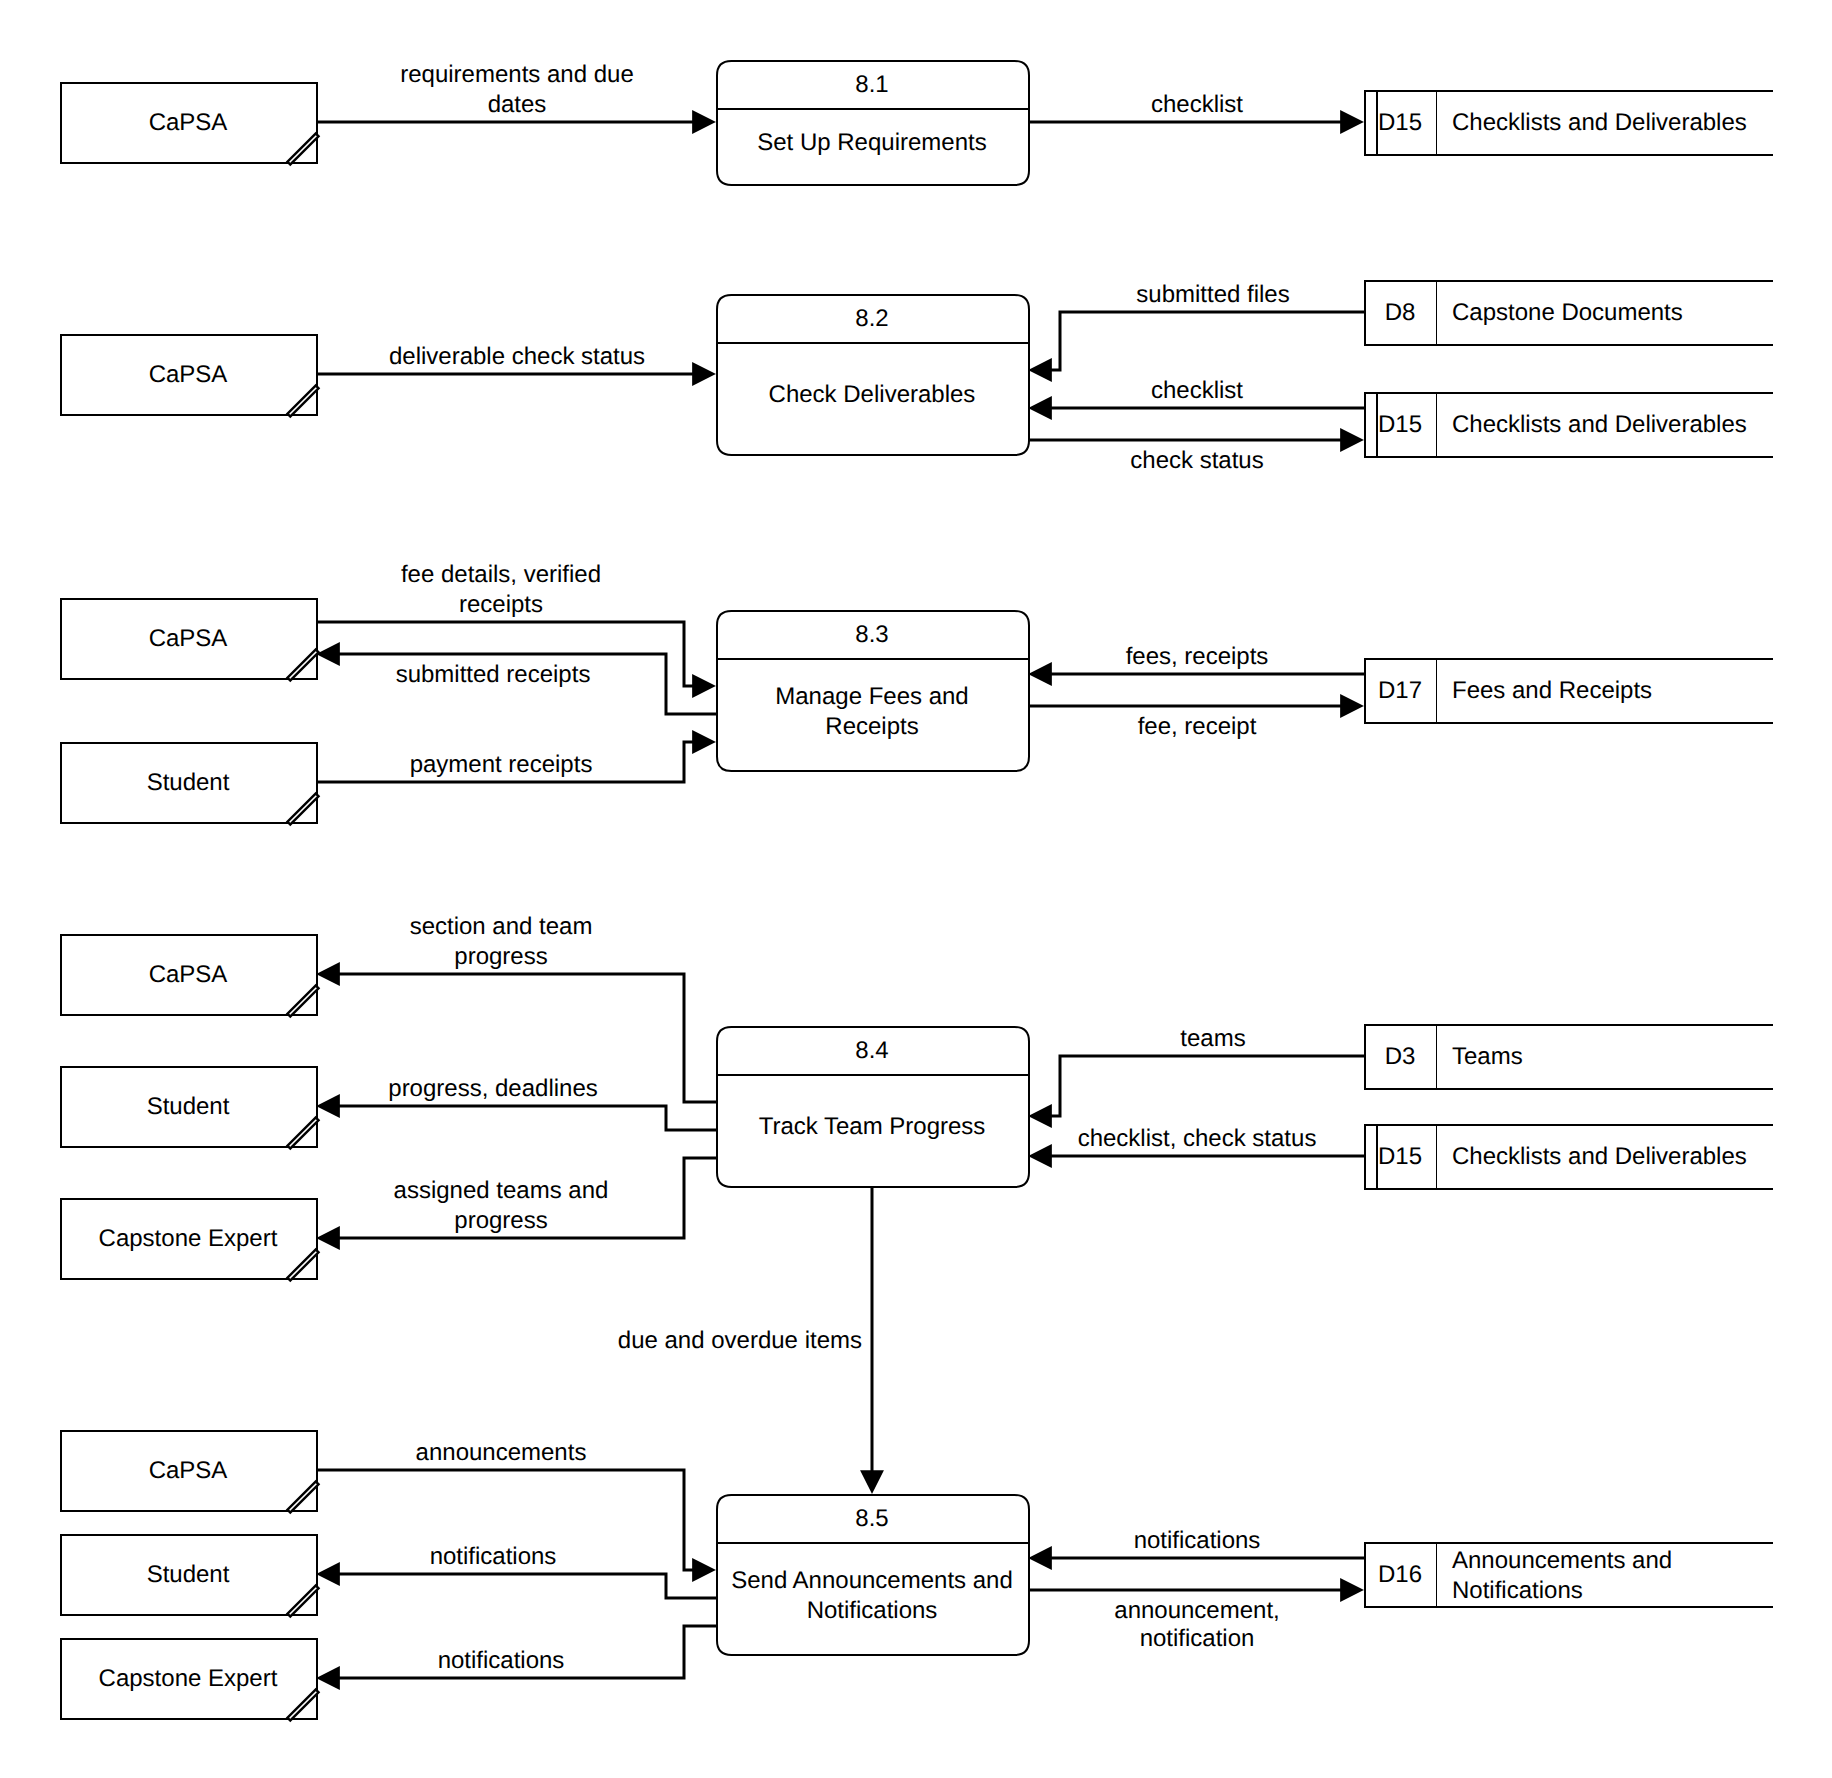 requirements and due
dates
8.1
CaPSA
Set Up Requirements
checklist
D15
Checklists and Deliverables
submitted files
D8
Capstone Documents
8.2
CaPSA
deliverable check status
Check Deliverables
checklist
D15
Checklists and Deliverables
check status
fee details, verified
receipts
CaPSA
submitted receipts
8.3
Manage Fees and
Receipts
fees, receipts
D17
Fees and Receipts
fee, receipt
Student
payment receipts
section and team
progress
CaPSA
8.4
Track Team Progress
teams
D3
Teams
Student
progress, deadlines
checklist, check status
D15
Checklists and Deliverables
assigned teams and
progress
Capstone Expert
due and overdue items
CaPSA
announcements
8.5
Send Announcements and
Notifications
notifications
D16
Announcements and
Notifications
announcement,
notification
Student
notifications
Capstone Expert
notifications